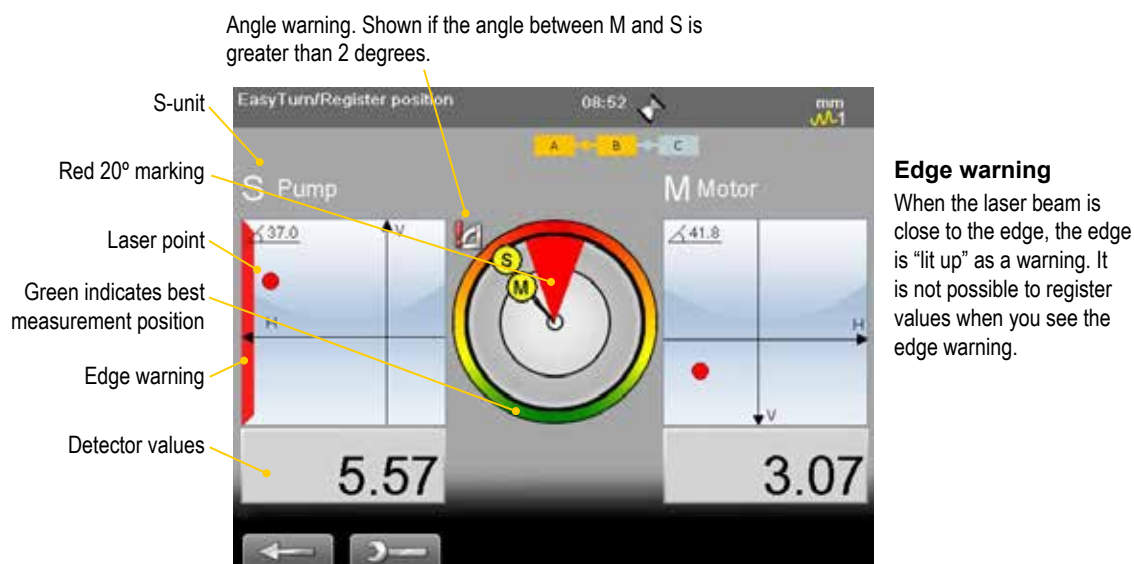 Angle warning. Shown if the angle between M and S is
greater than 2 degrees.
S-unit
Red 20º marking
Laser point
Green indicates best
measurement position
Edge warning
Detector values
EasyTurn/Register position
08:52
mm
1
A
B
C
S Pump
M Motor
37.0
V
H
S
M
41.8
H
V
5.57
3.07
Edge warning
When the laser beam is
close to the edge, the edge
is “lit up” as a warning. It
is not possible to register
values when you see the
edge warning.